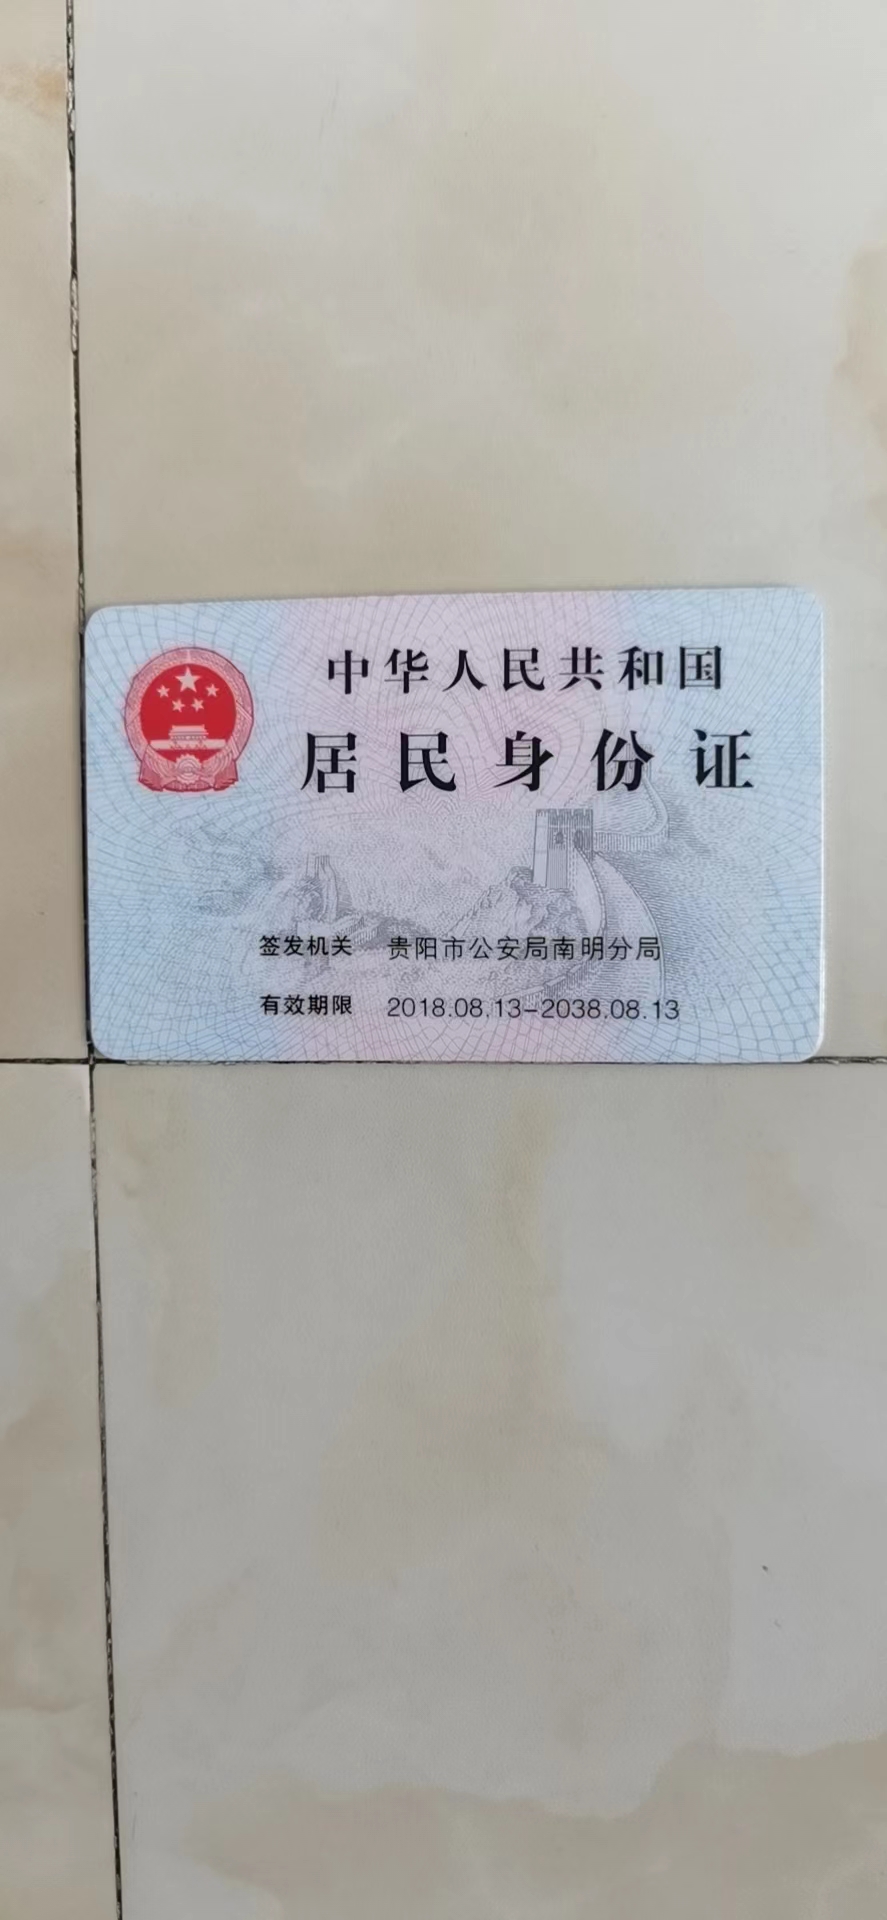 中华人民共和国
居民身份证
签发机关 贵阳市公安局南明分局
有效期限 2018.08.13-2038.08.13